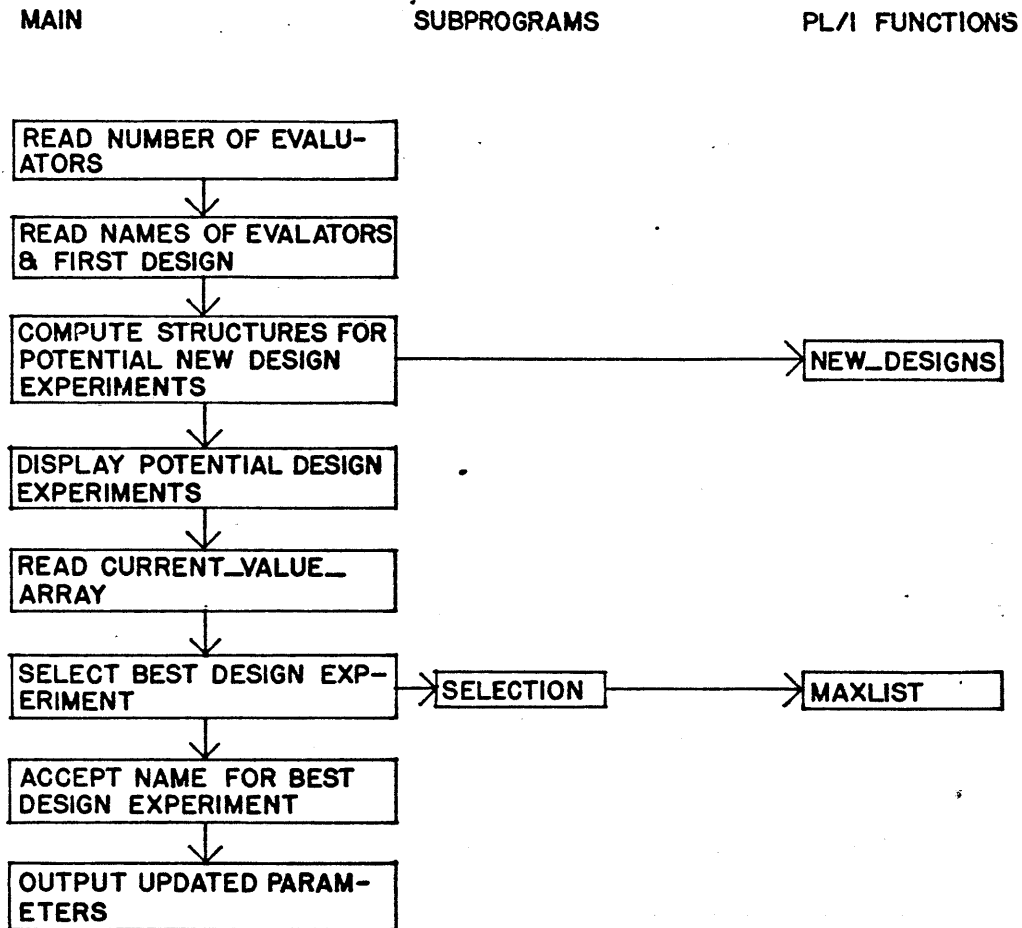 MAIN SUBPROGRAMS PL/I FUNCTIONS
READ NUMBER OF EVALU-
ATORS
READ NAMES OF EVALATORS
& FIRST DESIGN
COMPUTE STRUCTURES FOR
POTENTIAL NEW DESIGN
EXPERIMENTS
NEW_DESIGNS
DISPLAY POTENTIAL DESIGN
EXPERIMENTS
READ CURRENT_VALUE_
ARRAY
SELECT BEST DESIGN EXP-
ERIMENT
SELECTION
MAXLIST
ACCEPT NAME FOR BEST
DESIGN EXPERIMENT
OUTPUT UPDATED PARAM-
ETERS